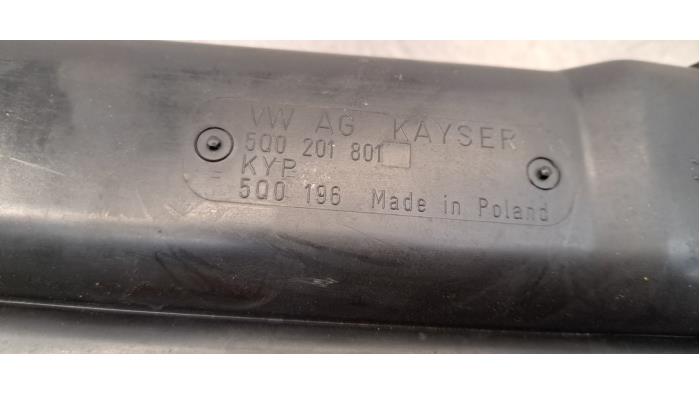 VW AG KAYSER
5Q0 201 801
KYP
5Q0 196 Made in Poland